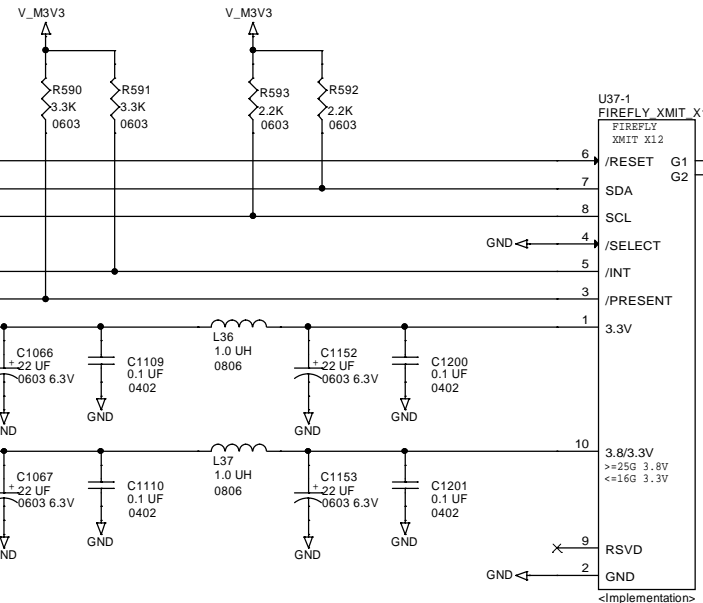 V_M3V3
V_M3V3
R590
3.3K
0603
R591
3.3K
0603
R593
2.2K
0603
R592
2.2K
0603
U37-1
FIREFLY_XMIT_X1
FIREFLY
XMIT X12
6
/RESET
G1
G2
7
SDA
8
SCL
GND
4
/SELECT
5
/INT
3
/PRESENT
1
3.3V
C1066
+ 22 UF
0603 6.3V
C1109
0.1 UF
0402
L36
1.0 UH
0806
C1152
+ 22 UF
0603 6.3V
C1200
0.1 UF
0402
ND
GND
GND
GND
10
3.8/3.3V
>=25G 3.8V
<=16G 3.3V
C1067
+ 22 UF
0603 6.3V
C1110
0.1 UF
0402
L37
1.0 UH
0806
C1153
+ 22 UF
0603 6.3V
C1201
0.1 UF
0402
ND
GND
GND
GND
9
RSVD
GND
2
GND
<Implementation>